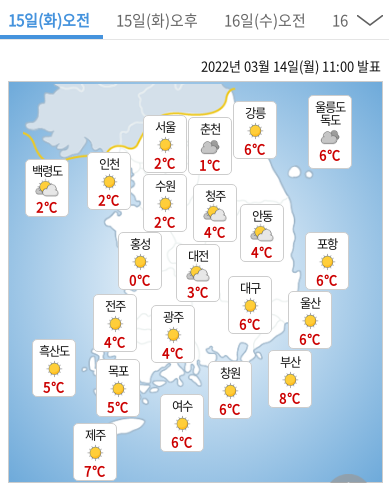 15일(화)오전 15일(화)오후 16일(수)오전 16
2022년 03월 14일(월) 11:00 발표
울릉도
독도
6℃
강릉
6℃
서울
2℃
춘천
1℃
백령도
2℃
인천
2℃
수원
2℃
청주
4℃
안동
4℃
홍성
0℃
대전
3℃
포항
6℃
대구
6℃
울산
6℃
전주
4℃
광주
4℃
흑산도
5℃
목포
5℃
창원
6℃
부산
8℃
여수
6℃
제주
7℃